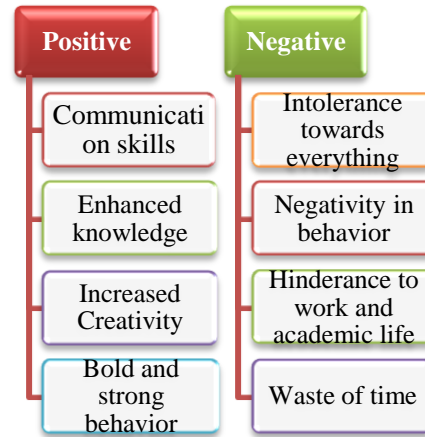 Positive
Communicati
on skills
Enhanced
knowledge
Increased
Creativity
Bold and
strong
behavior
Negative
Intolerance
towards
everything
Negativity in
behavior
Hinderance to
work and
academic life
Waste of time